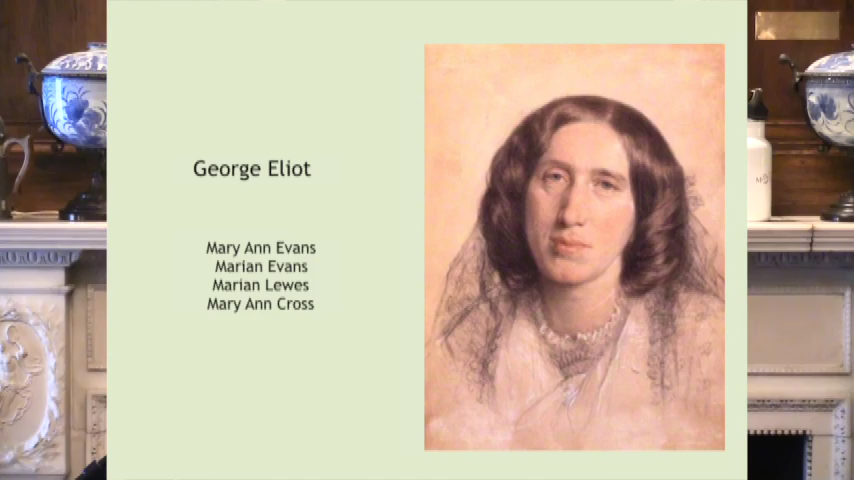 George Eliot
Mary Ann Evans
Marian Evans
Marian Lewes
Mary Ann Cross